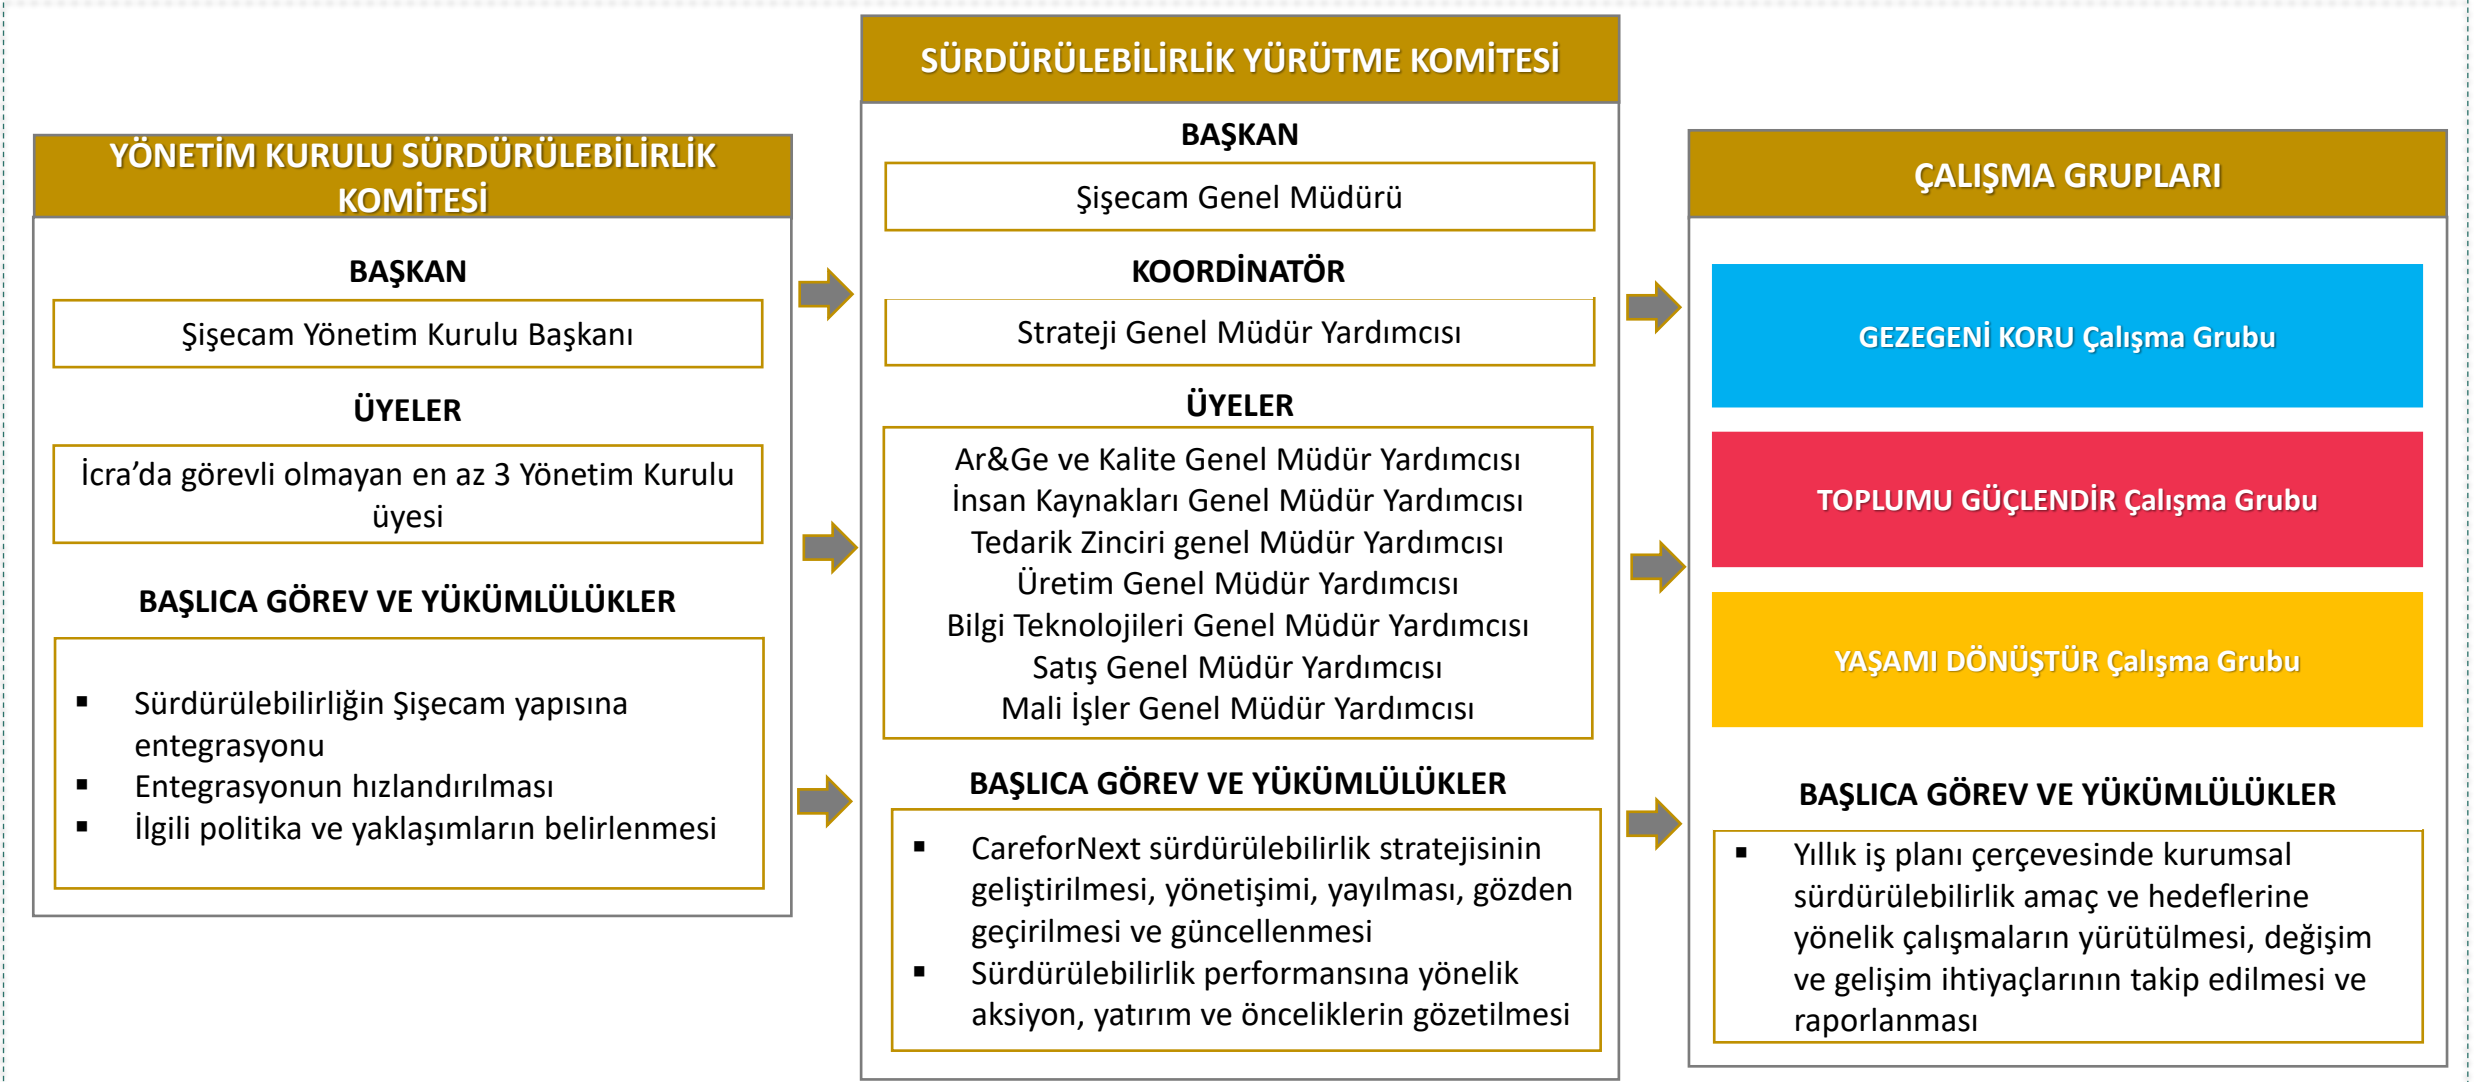 YÖNETİM KURULU SÜRDÜRÜLEBİLİRLİK
KOMİTESİ
BAŞKAN
Şişecam Yönetim Kurulu Başkanı
ÜYELER
İcra’da görevli olmayan en az 3 Yönetim Kurulu
üyesi
BAŞLICA GÖREV VE YÜKÜMLÜLÜKLER
▪ Sürdürülebilirliğin Şişecam yapısına
entegrasyonu
▪ Entegrasyonun hızlandırılması
▪ İlgili politika ve yaklaşımların belirlenmesi
SÜRDÜRÜLEBİLİRLİK YÜRÜTME KOMİTESİ
BAŞKAN
Şişecam Genel Müdürü
KOORDİNATÖR
Strateji Genel Müdür Yardımcısı
ÜYELER
Ar&Ge ve Kalite Genel Müdür Yardımcısı
İnsan Kaynakları Genel Müdür Yardımcısı
Tedarik Zinciri genel Müdür Yardımcısı
Üretim Genel Müdür Yardımcısı
Bilgi Teknolojileri Genel Müdür Yardımcısı
Satış Genel Müdür Yardımcısı
Mali İşler Genel Müdür Yardımcısı
BAŞLICA GÖREV VE YÜKÜMLÜLÜKLER
▪ CareforNext sürdürülebilirlik stratejisinin
geliştirilmesi, yönetişimi, yayılması, gözden
geçirilmesi ve güncellenmesi
▪ Sürdürülebilirlik performansına yönelik
aksiyon, yatırım ve önceliklerin gözetilmesi
ÇALIŞMA GRUPLARI
GEZEGENİ KORU Çalışma Grubu
TOPLUMU GÜÇLENDİR Çalışma Grubu
YAŞAMI DÖNÜŞTÜR Çalışma Grubu
BAŞLICA GÖREV VE YÜKÜMLÜLÜKLER
▪ Yıllık iş planı çerçevesinde kurumsal
sürdürülebilirlik amaç ve hedeflerine
yönelik çalışmaların yürütülmesi, değişim
ve gelişim ihtiyaçlarının takip edilmesi ve
raporlanması